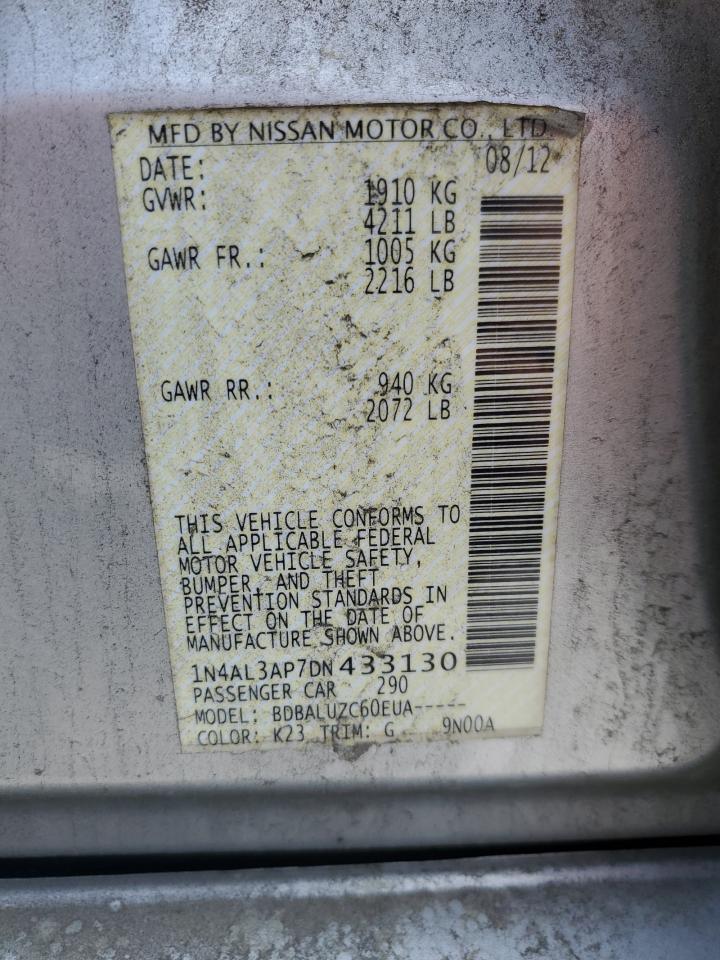 MFD BY NISSAN MOTOR CO., LTD.
DATE: 08/12
GVWR: 1910 KG
4211 LB
GAWR FR.: 1005 KG
2216 LB
GAWR RR.: 940 KG
2072 LB
THIS VEHICLE CONFORMS TO
ALL APPLICABLE FEDERAL
MOTOR VEHICLE SAFETY,
BUMPER, AND THEFT
PREVENTION STANDARDS IN
EFFECT ON THE DATE OF
MANUFACTURE SHOWN ABOVE.
1N4AL3AP7DN433130
PASSENGER CAR 290
MODEL: BDBALUZC60EUA-----
COLOR: K23 TRIM: G 9N00A